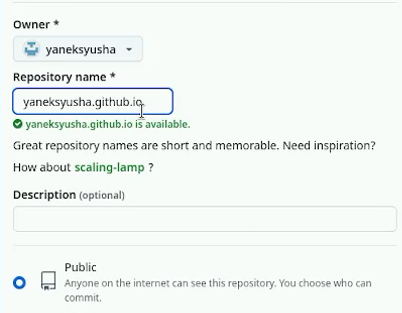 Owner *
yaneksyusha
Repository name *
yaneksyusha.github.io
yaneksyusha.github.io is available.
Great repository names are short and memorable. Need inspiration?
How about scaling-lamp ?
Description (optional)
Public
Anyone on the internet can see this repository. You choose who can
commit.